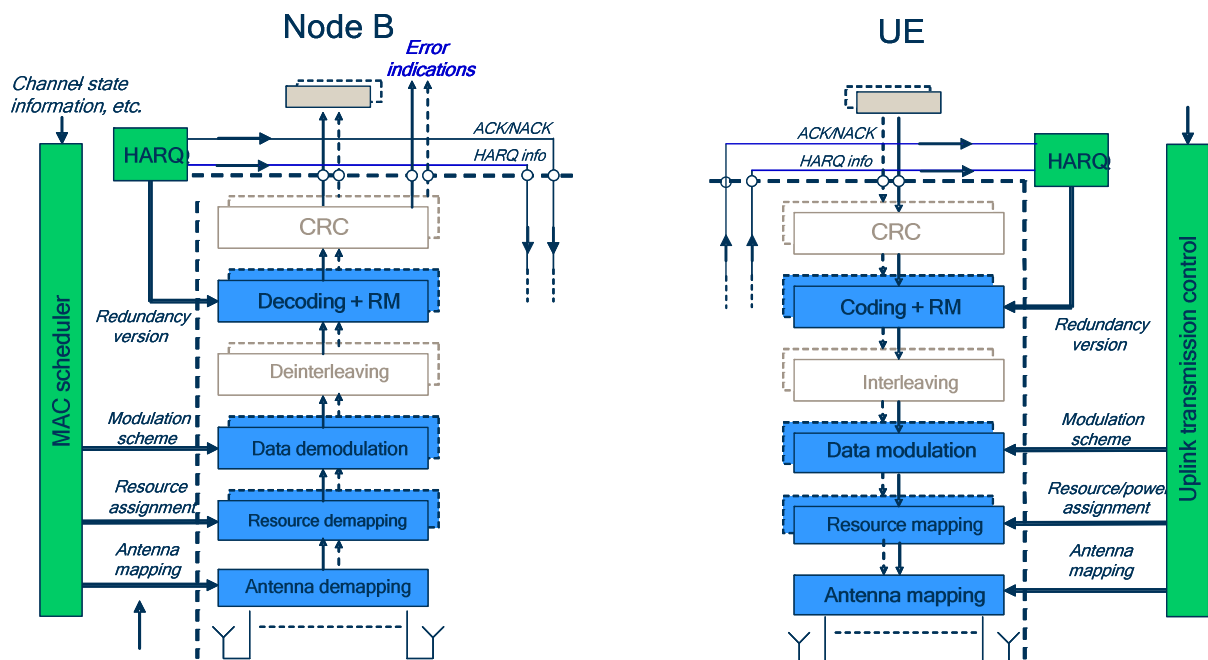 Node B
UE
Error
indications
Channel state
information, etc.
ACK/NACK
HARQ
HARQ info
CRC
Decoding + RM
Redundancy
version
Deinterleaving
MAC scheduler
Modulation
scheme
Data demodulation
Resource
assignment
Resource demapping
Antenna
mapping
Antenna demapping
ACK/NACK
HARQ info
HARQ
CRC
Coding + RM
Redundancy
version
Interleaving
Uplink transmission control
Modulation
scheme
Data modulation
Resource/power
assignment
Resource mapping
Antenna
mapping
Antenna mapping